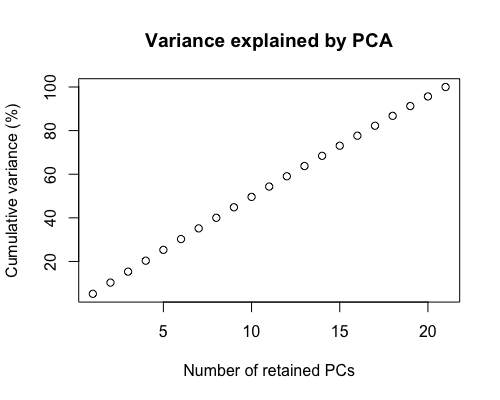 Variance explained by PCA
Cumulative variance (%)
100
80
60
40
20
5 10 15 20
Number of retained PCs